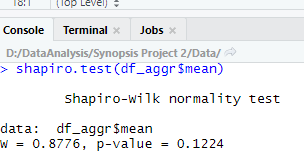 18:1 (Top Level)
Console Terminal Jobs
D:/DataAnalysis/Synopsis Project 2/Data/
> shapiro.test(df_aggr$mean)
Shapiro-Wilk normality test
data: df_aggr$mean
W = 0.8776, p-value = 0.1224